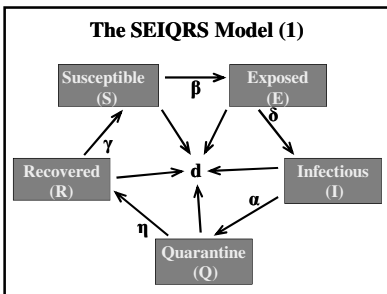 The SEIQRS Model (1)
Susceptible
(S)
β
Exposed
(E)
δ
γ
Recovered
(R)
d
Infectious
(I)
α
η
Quarantine
(Q)